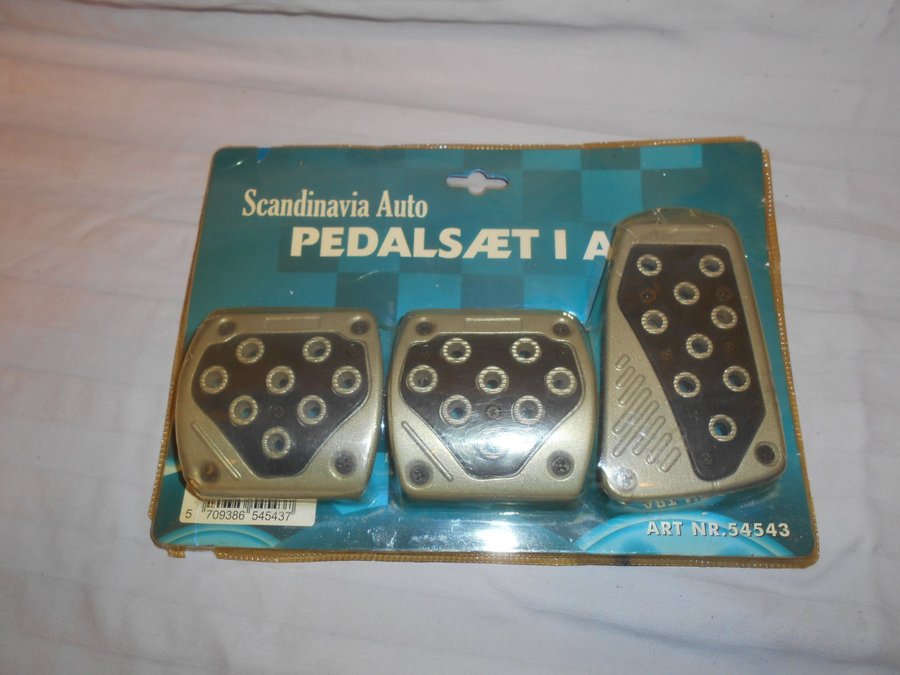 Scandinavia Auto
PEDALSÆT I A
5 709386 545437
ART NR.54543